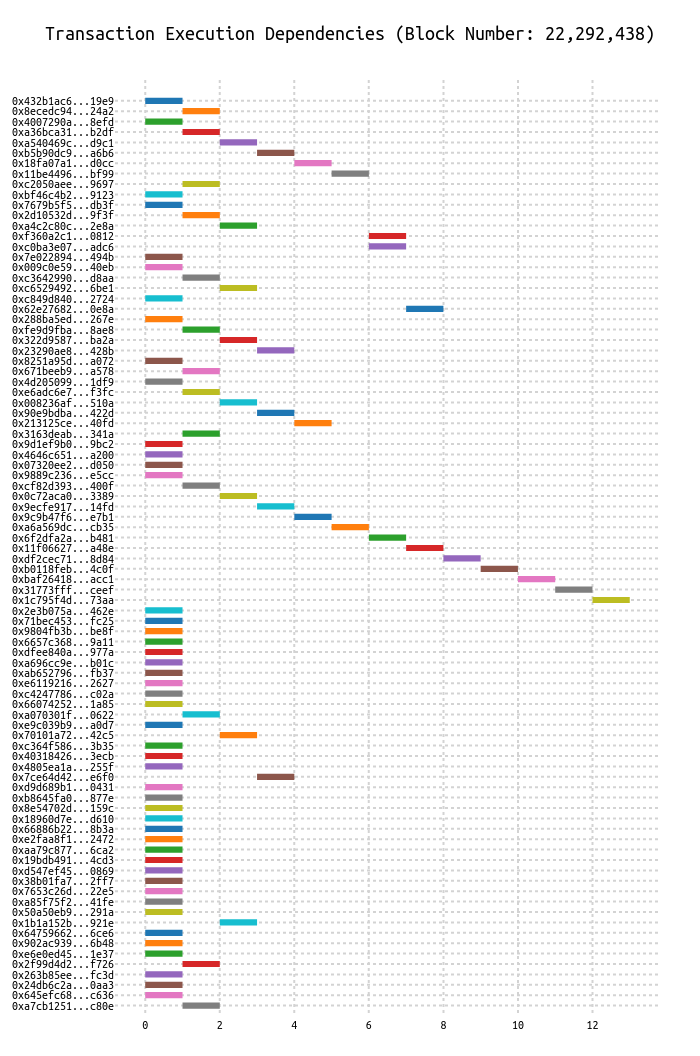 Transaction Execution Dependencies (Block Number: 22,292,438)
0x432b1ac6...19e9
0x8ecedc94...24a2
0x4007290a...8efd
0xa36bca31...b2df
0xa540469c...d9c1
0xb5b90dc9...a6b6
0x18fa07a1...d0cc
0x11be4496...bf99
0xc2050aee...9697
0xbf46c4b2...9123
0x7679b5f5...db3f
0x2d10532d...9f3f
0xa4c2c80c...2e8a
0xf360a2c1...0812
0xc0ba3e07...adc6
0x7e022894...494b
0x009c0e59...40eb
0xc3642990...d8aa
0xc6529492...6be1
0xc849d840...2724
0x62e27682...0e8a
0x288ba5ed...267e
0xfe9d9fba...8ae8
0x322d9587...ba2a
0x23290ae8...428b
0x8251a95d...a072
0x671beeb9...a578
0x4d205099...1df9
0xe6adc6e7...f3fc
0x008236af...510a
0x90e9bdba...422d
0x213125ce...40fd
0x3163deab...341a
0x9d1ef9b0...9bc2
0x4646c651...a200
0x07320ee2...d050
0x9889c236...e5cc
0xcf82d393...400f
0x0c72aca0...3389
0x9ecfe917...14fd
0x9c9b47f6...e7b1
0xa6a569dc...cb35
0x6f2dfa2a...b481
0x11f06627...a48e
0xdf2cec71...8d84
0xb0118feb...4c0f
0xbaf26418...acc1
0x31773fff...ceef
0x1c795f4d...73aa
0x2e3b075a...462e
0x71bec453...fc25
0x9804fb3b...be8f
0x6657c368...9a11
0xdfee840a...977a
0xa696cc9e...b01c
0xab652796...fb37
0xe6119216...2627
0xc4247786...c02a
0x66074252...1a85
0xa070301f...0622
0xe9c039b9...a0d7
0x70101a72...42c5
0xc364f586...3b35
0x40318426...3ecb
0x4805ea1a...255f
0x7ce64d42...e6f0
0xd9d689b1...0431
0xb8645fa0...877e
0x8e54702d...159c
0x18960d7e...d610
0x66886b22...8b3a
0xe2faa8f1...2472
0xaa79c877...6ca2
0x19bdb491...4cd3
0xd547ef45...0869
0x38b01fa7...2ff7
0x7653c26d...22e5
0xa85f75f2...41fe
0x50a50eb9...291a
0x1b1a152b...921e
0x64759662...6ce6
0x902ac939...6b48
0xe6e0ed45...1e37
0x2f99d4d2...f726
0x263b85ee...fc3d
0x24db6c2a...0aa3
0x645efc68...c636
0xa7cb1251...c80e
0 2 4 6 8 10 12